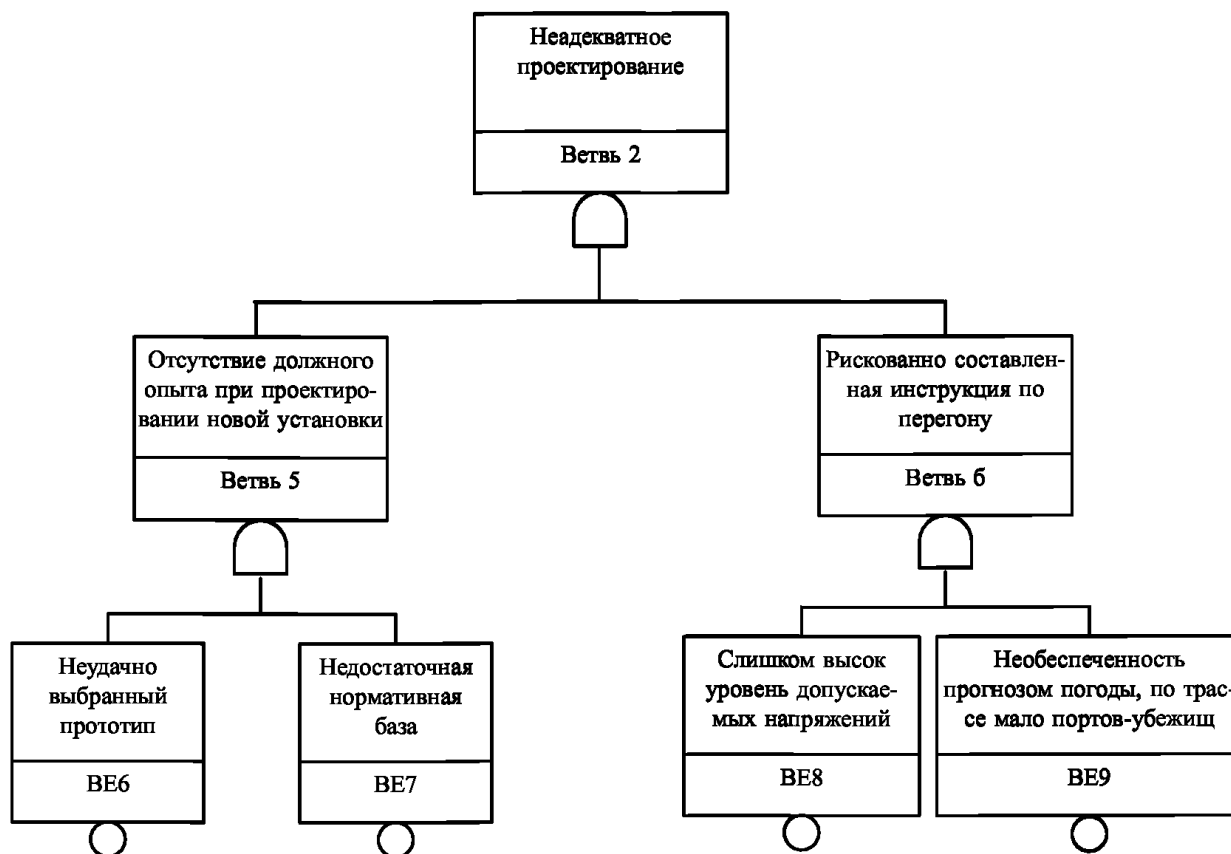 Неадекватное
проектирование
Ветвь 2
Отсутствие должного
опыта при проектиро-
вании новой установки
Ветвь 5
Рискованно составлен-
ная инструкция по
перегону
Ветвь 6
Неудачно
выбранный
прототип
BE6
Недостаточная
нормативная
база
BE7
Слишком высок
уровень допускае-
мых напряжений
BE8
Необеспеченность
прогнозом погоды, по трас-
се мало портов-убежищ
BE9